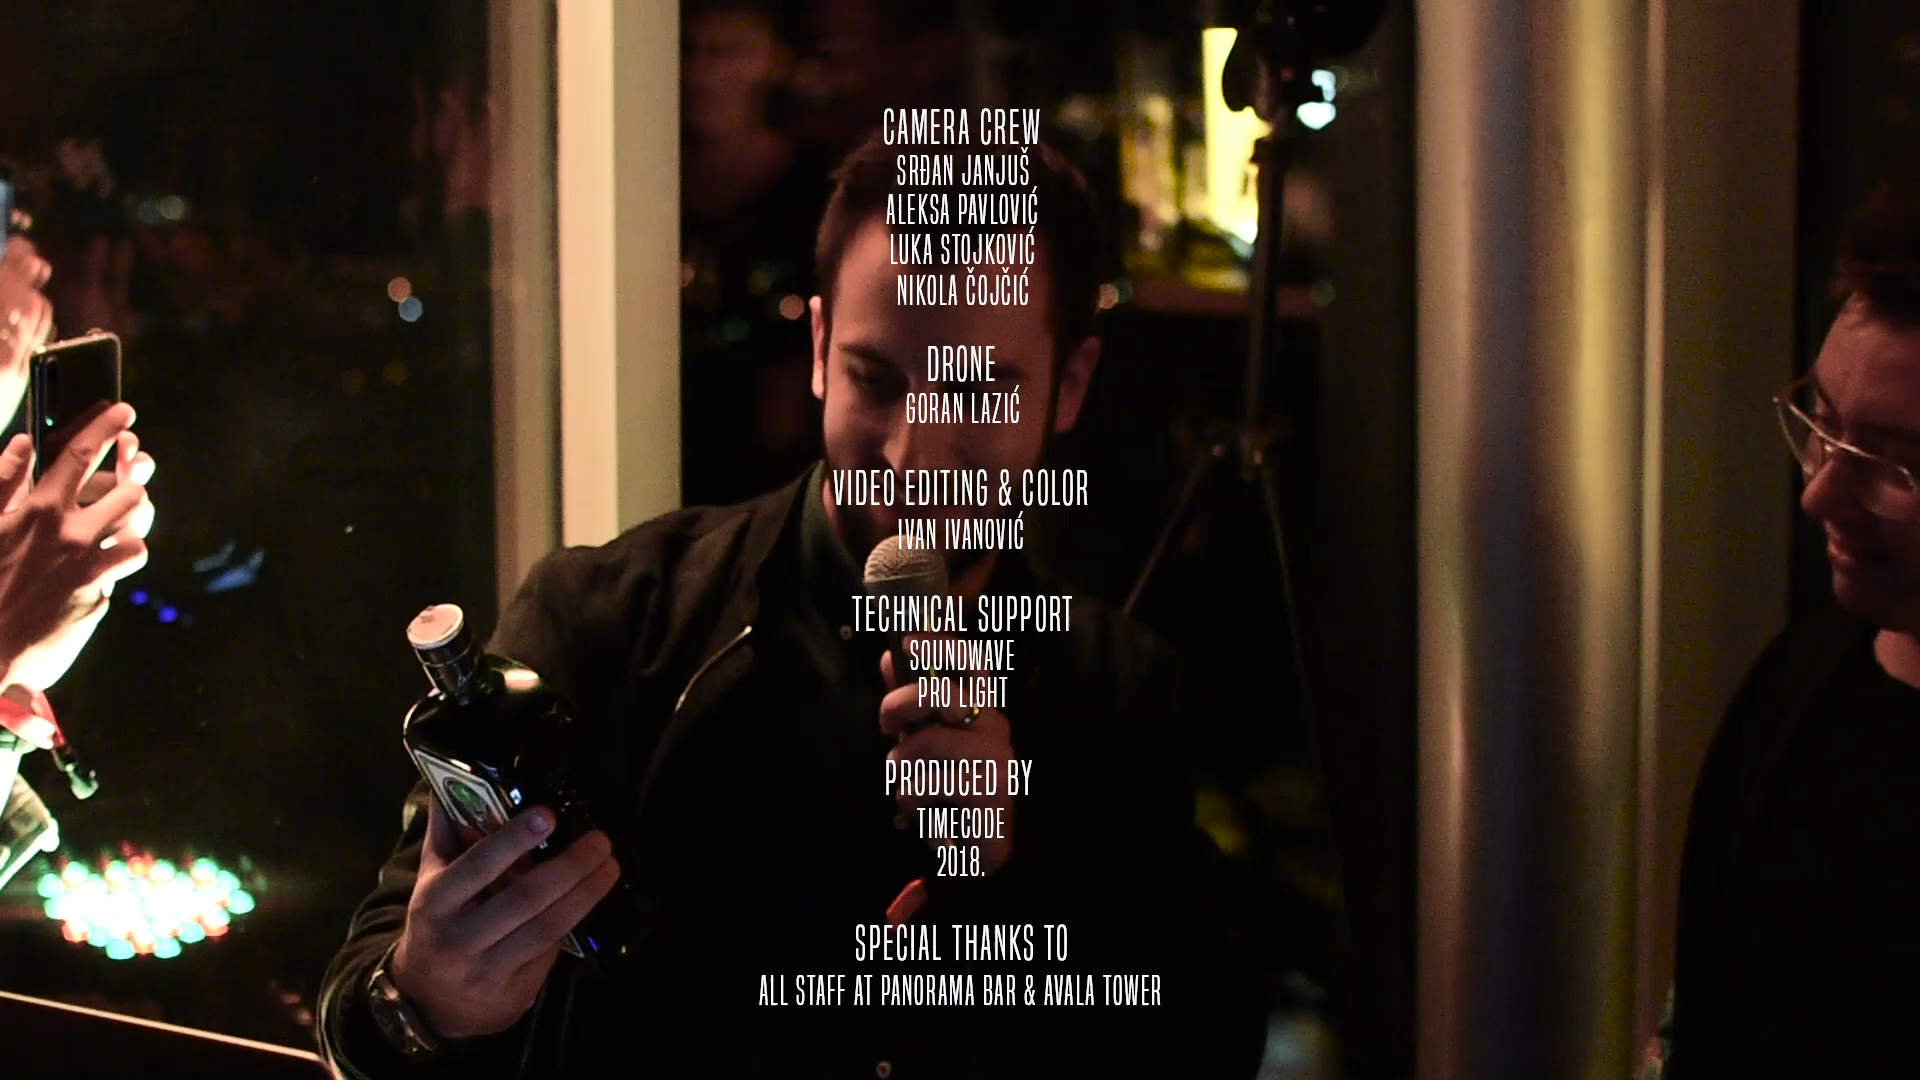 CAMERA CREW
SRĐAN JANJUŠ
ALEKSA PAVLOVIĆ
LUKA STOJKOVIĆ
NIKOLA ČOJČIĆ
DRONE
GORAN LAZIĆ
VIDEO EDITING & COLOR
IVAN IVANOVIĆ
TECHNICAL SUPPORT
SOUNDWAVE
PRO LIGHT
PRODUCED BY
TIMECODE
2018.
SPECIAL THANKS TO
ALL STAFF AT PANORAMA BAR & AVALA TOWER